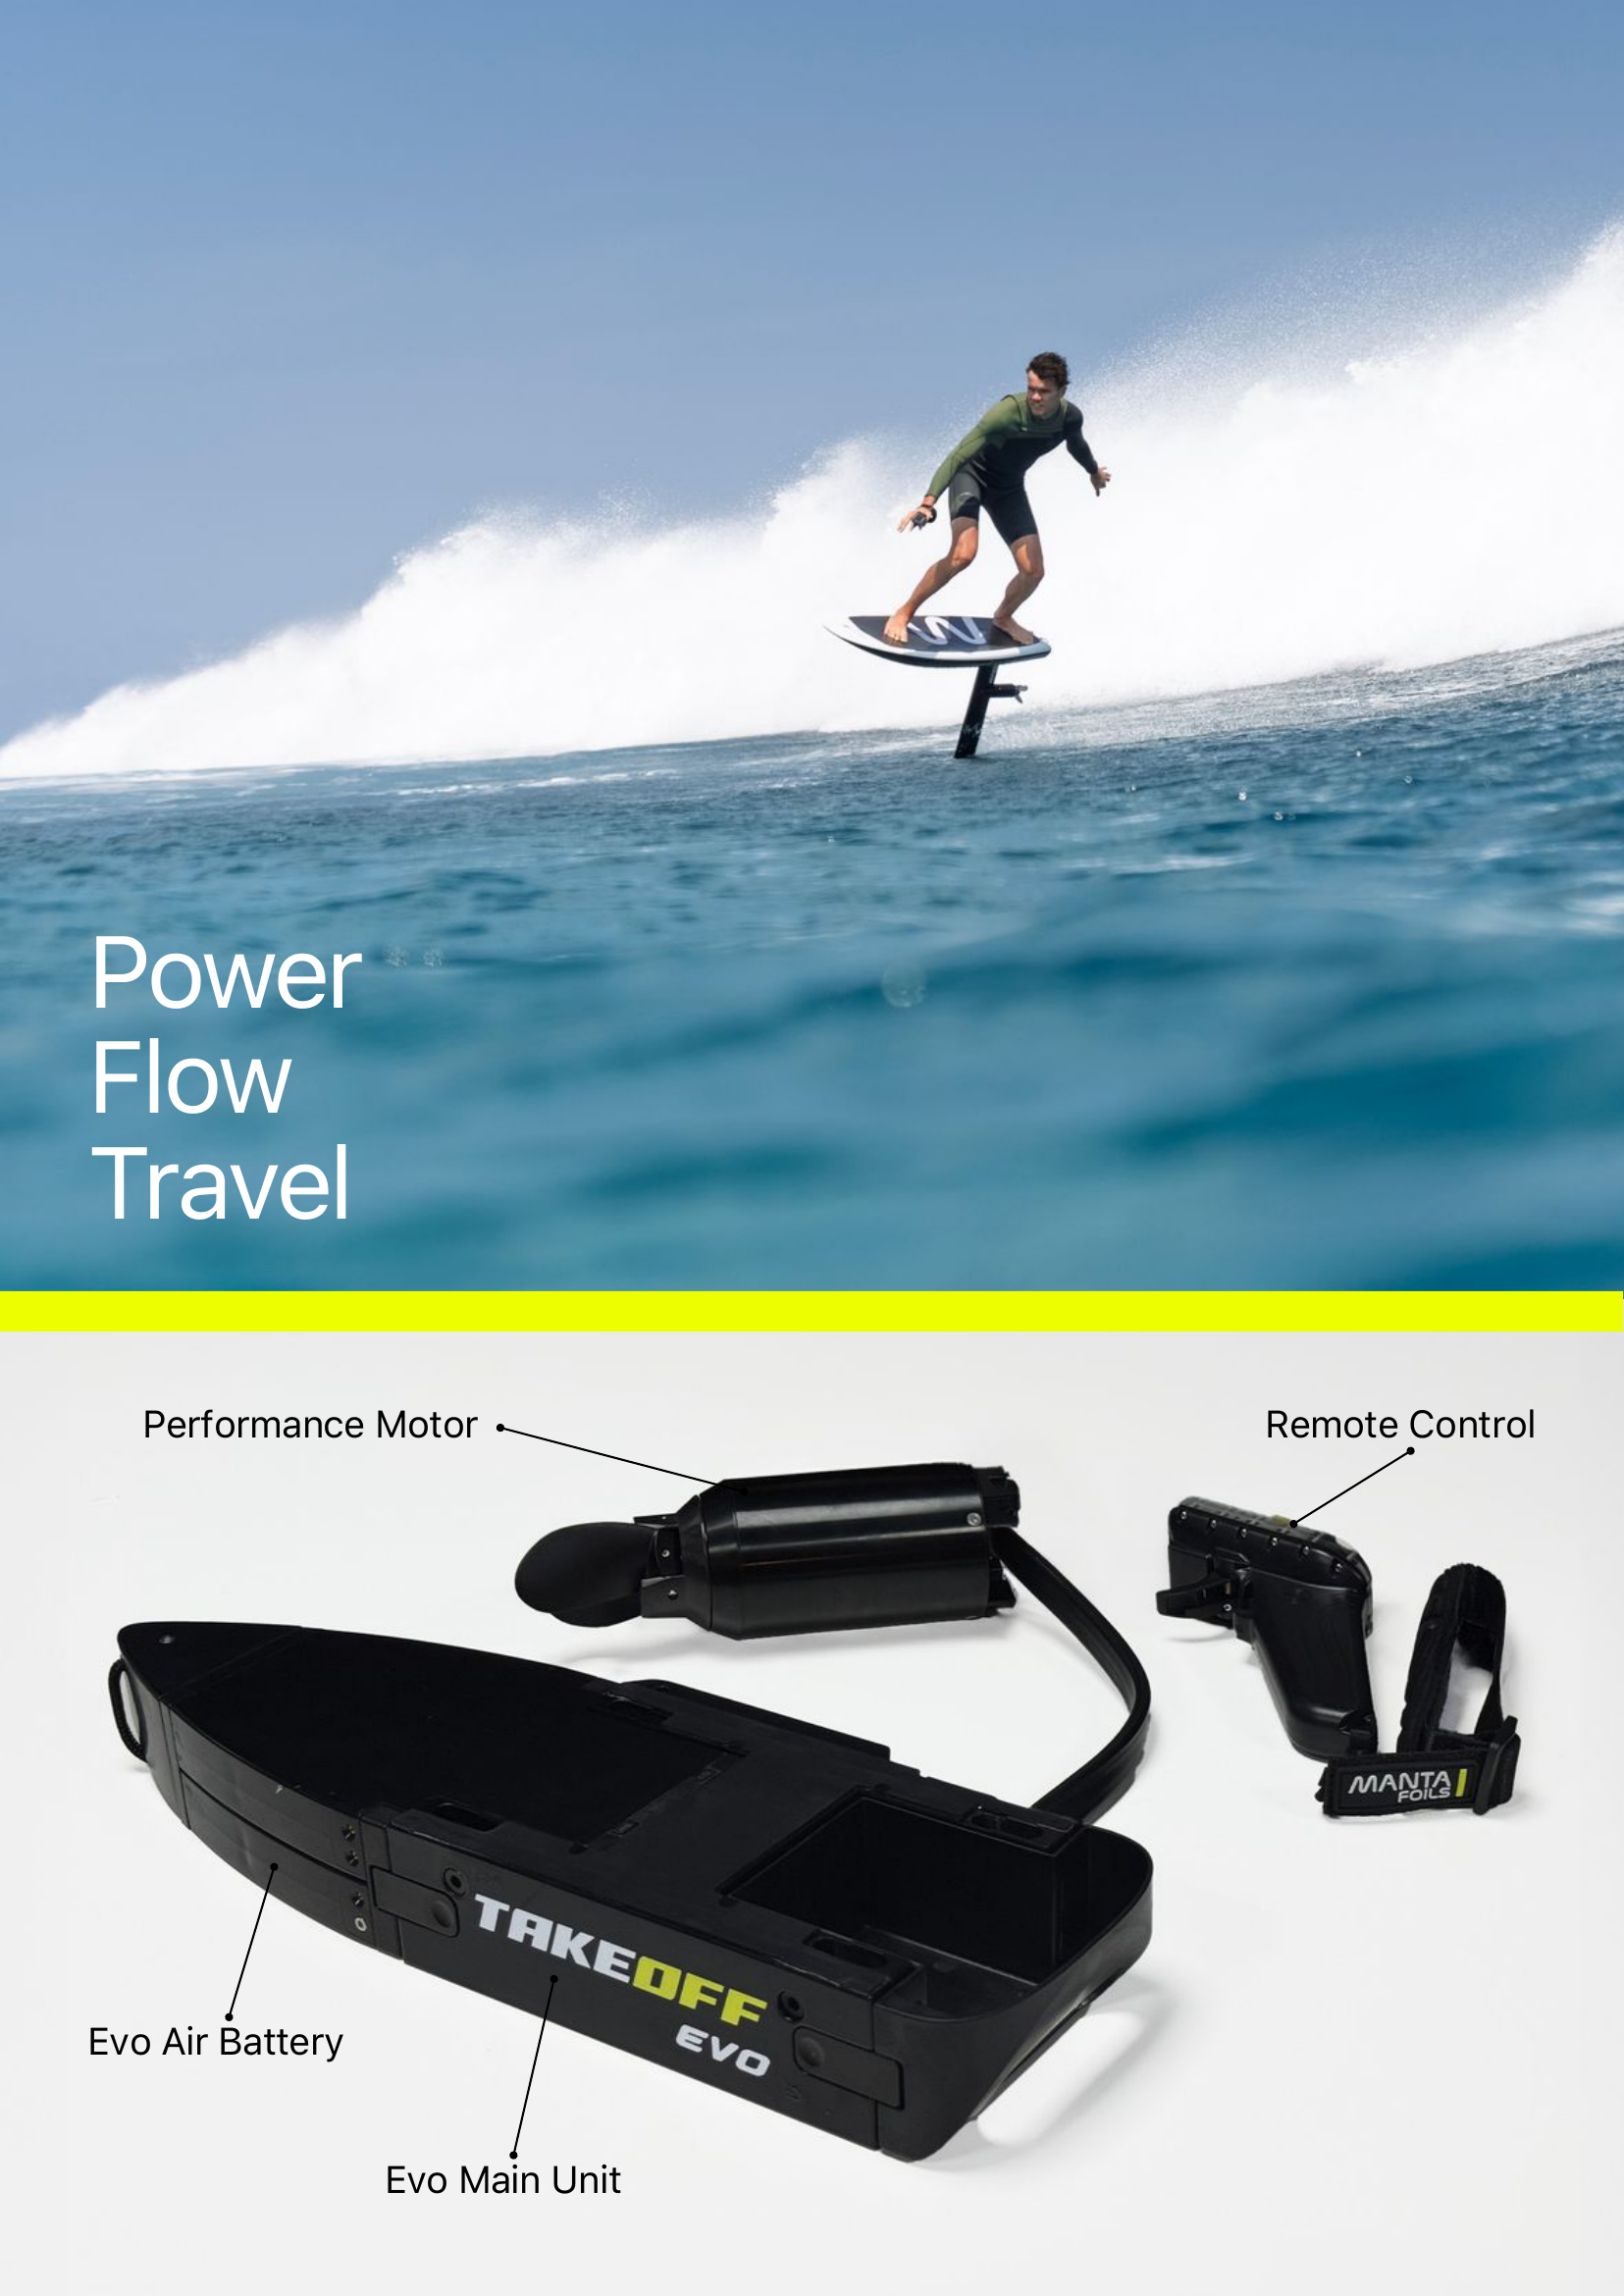 Power
Flow
Travel
Performance Motor
Remote Control
MANTA
FOILS
TAKEOFF
EVO
Evo Air Battery
Evo Main Unit